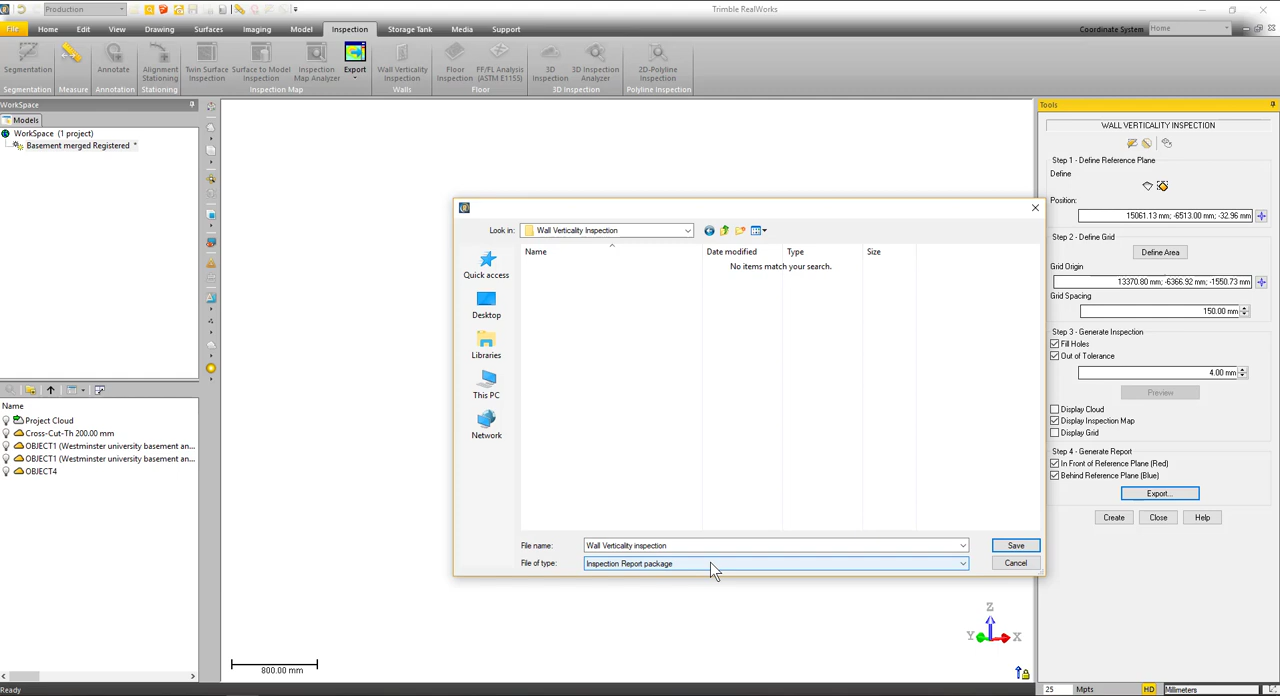 Production
Trimble RealWorks
File
Home
Edit
View
Drawing
Surfaces
Imaging
Model
Inspection
Storage Tank
Media
Support
Coordinate System
Home
Segmentation
Annotate
Alignment Stationing
Twin Surface Inspection
Surface to Model Inspection
Inspection Map Analyzer
Export
Wall Verticality Inspection
Floor Inspection
FF/FL Analysis (ASTM E1155)
3D Inspection
3D Inspection Analyzer
2D-Polyline Inspection
Segmentation
Measure
Annotation
Stationing
Inspection Map
Walls
Floor
3D Inspection
Polyline Inspection
WorkSpace
Models
WorkSpace (1 project)
Basement merged Registered *
Name
Project Cloud
Cross-Cut-Th 200.00 mm
OBJECT1 (Westminster university basement an...
OBJECT1 (Westminster university basement an...
OBJECT4
Look in:
Wall Verticality Inspection
Quick access
Desktop
Libraries
This PC
Network
Name
Date modified
Type
Size
No items match your search.
File name:
Wall Verticality inspection
Save
File of type:
Inspection Report package
Cancel
Z
Y
X
800.00 mm
Tools
WALL VERTICALITY INSPECTION
Step 1 - Define Reference Plane
Define
Position:
15061.13 mm; -6513.00 mm; -32.96 mm
Step 2 - Define Grid
Define Area
Grid Origin
13370.80 mm; -6366.92 mm; -1550.73 mm
Grid Spacing
150.00 mm
Step 3 - Generate Inspection
Fill Holes
Out of Tolerance
4.00 mm
Preview
Display Cloud
Display Inspection Map
Display Grid
Step 4 - Generate Report
In Front of Reference Plane (Red)
Behind Reference Plane (Blue)
Export...
Create
Close
Help
Ready
25
Mpts
HD
Millimeters